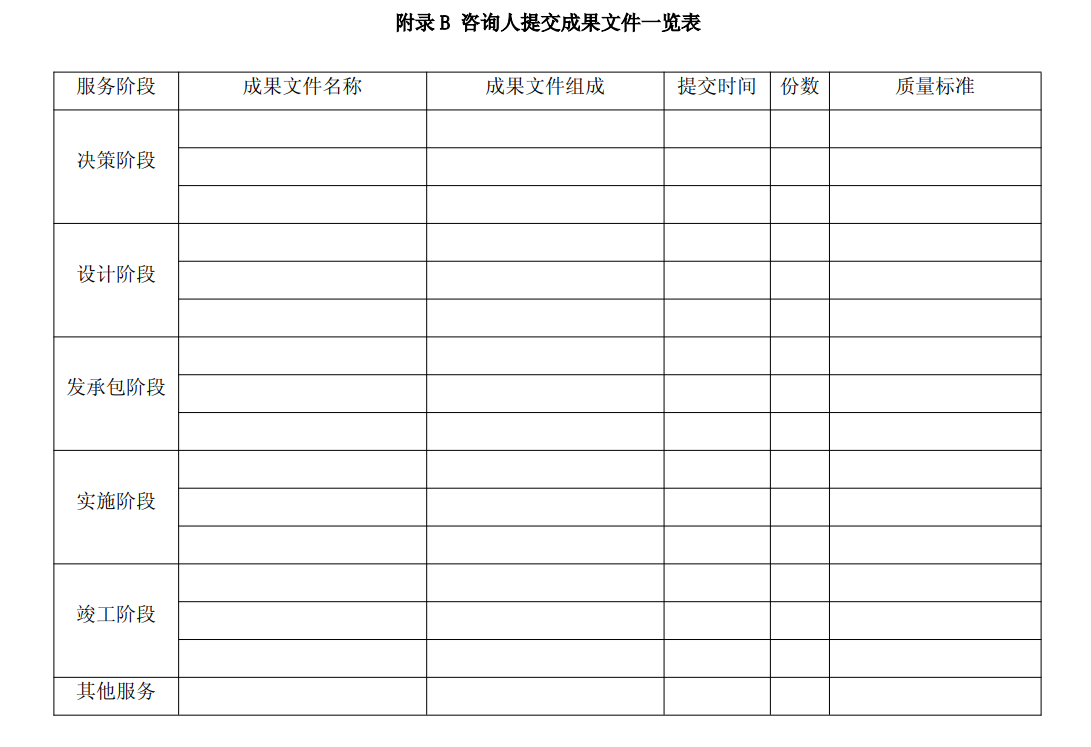 附录 B 咨询人提交成果文件一览表
服务阶段 成果文件名称 成果文件组成 提交时间 份数 质量标准
决策阶段
设计阶段
发承包阶段
实施阶段
竣工阶段
其他服务